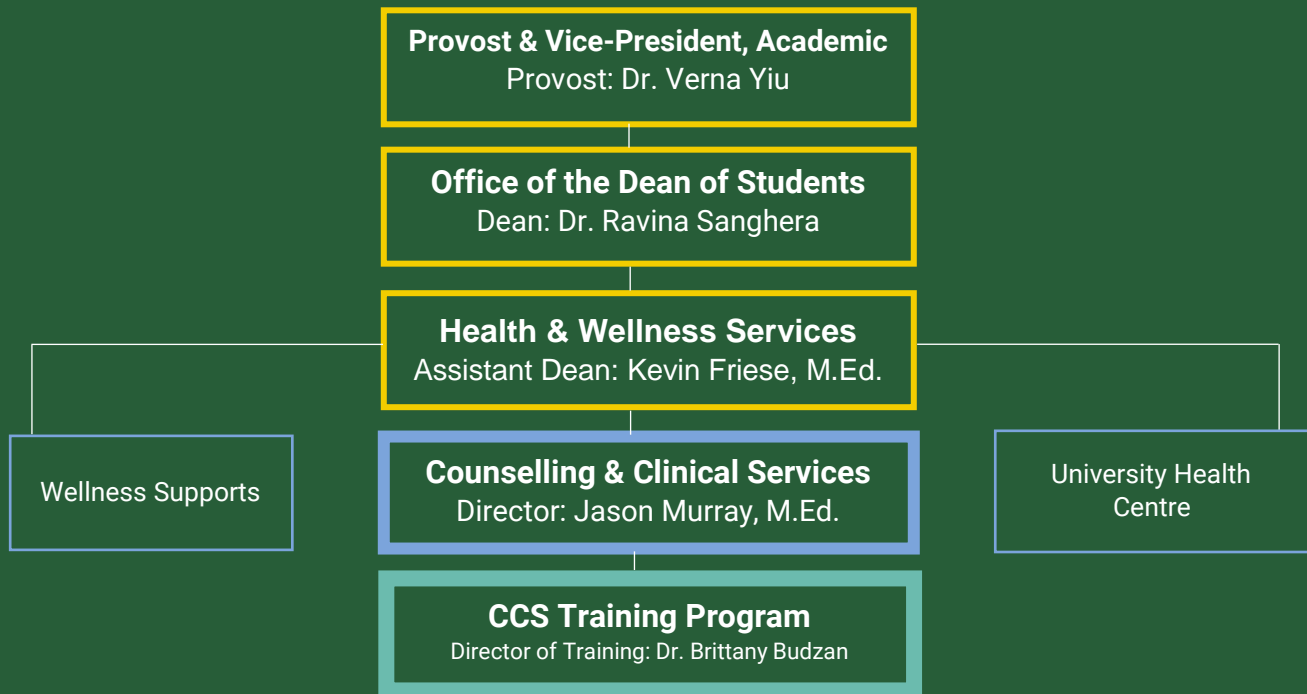 Provost & Vice-President, Academic
Provost: Dr. Verna Yiu
Office of the Dean of Students
Dean: Dr. Ravina Sanghera
Health & Wellness Services
Assistant Dean: Kevin Friese, M.Ed.
Wellness Supports
Counselling & Clinical Services
Director: Jason Murray, M.Ed.
University Health
Centre
CCS Training Program
Director of Training: Dr. Brittany Budzan